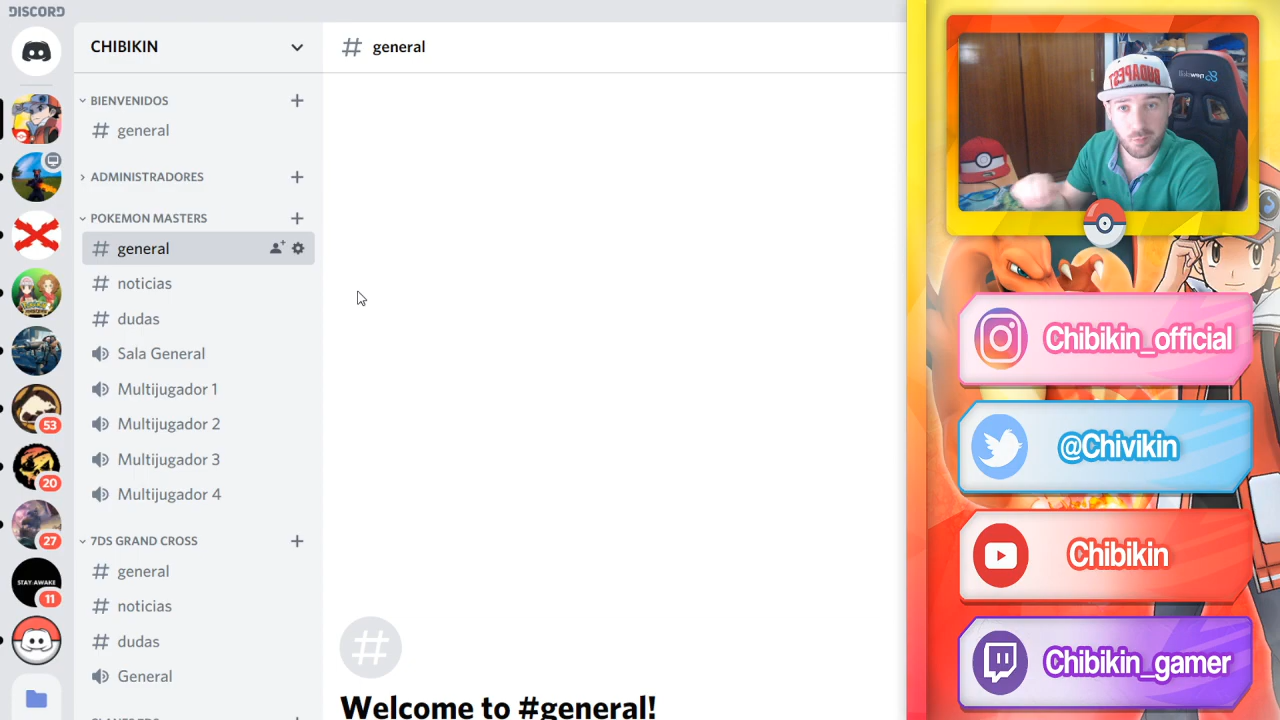 DISCORD
CHIBIKIN
BIENVENIDOS
general
ADMINISTRADORES
POKEMON MASTERS
general
noticias
dudas
Sala General
Multijugador 1
Multijugador 2
Multijugador 3
Multijugador 4
7DS GRAND CROSS
general
noticias
dudas
General
53
20
27
STAY-AWAKE
11
# general
Welcome to #general!
BUDAPEST
Chibikin_official
@Chivikin
Chibikin
Chibikin_gamer